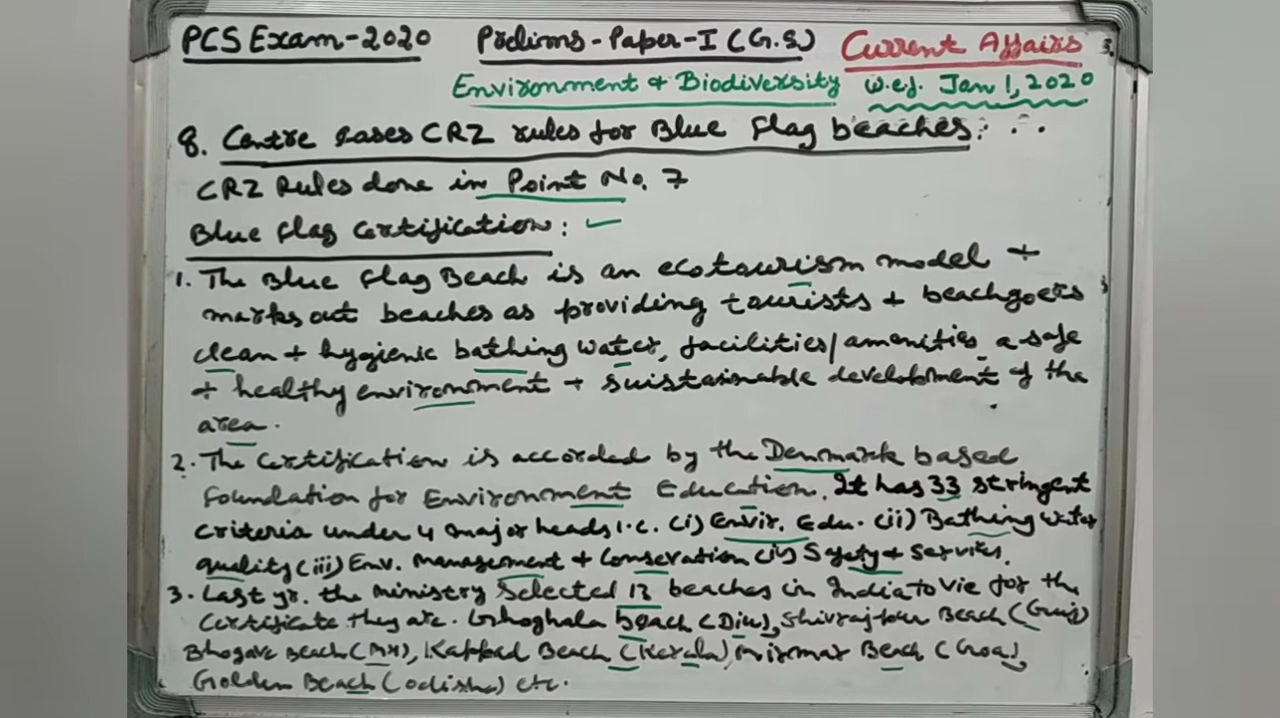 PCS Exam-2020 Prelims-Paper-I (G.S) Current Affairs
Environment & Biodiversity w.e.f. Jan 1, 2020
8. Centre eases CRZ rules for Blue Flag beaches: ..
CRZ Rules done in Point No. 7
Blue Flag Certification:
1. The Blue Flag Beach is an ecotourism model +
marks out beaches as providing tourists + beachgoers
clean + hygienic bathing water, facilities/amenities, a safe
+ healthy environment + suistainable development of the
area.
2. The Certification is accorded by the Denmark based
Foundation for Environment Education. It has 33 stringent
criteria under 4 major heads i.e. (i) Envir. Edu. (ii) Bathing water
quality (iii) Env. Management + Conservation (iv) Safety + Services.
3. Last yr. the ministry selected 13 beaches in India to vie for the
certificate they are. Ghoghala beach (Diu), Shivrajpur Beach (Guj)
Bhogave Beach (MH), Kappad Beach (Kerala), Mirmar Beach (Goa),
Golden Beach (Odisha) etc.